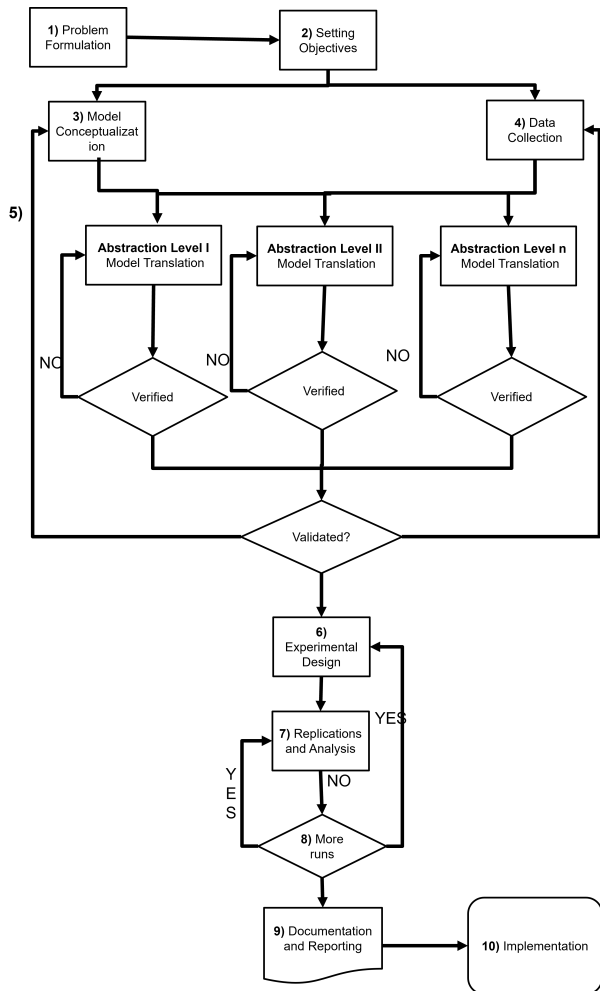 1) Problem
Formulation
2) Setting
Objectives
3) Model
Conceptualizat
ion
4) Data
Collection
5)
Abstraction Level I
Model Translation
Abstraction Level II
Model Translation
Abstraction Level n
Model Translation
NO
NO
NO
Verified
Verified
Verified
Validated?
6)
Experimental
Design
YES
7) Replications
and Analysis
Y
E
S
NO
8) More
runs
9) Documentation
and Reporting
10) Implementation